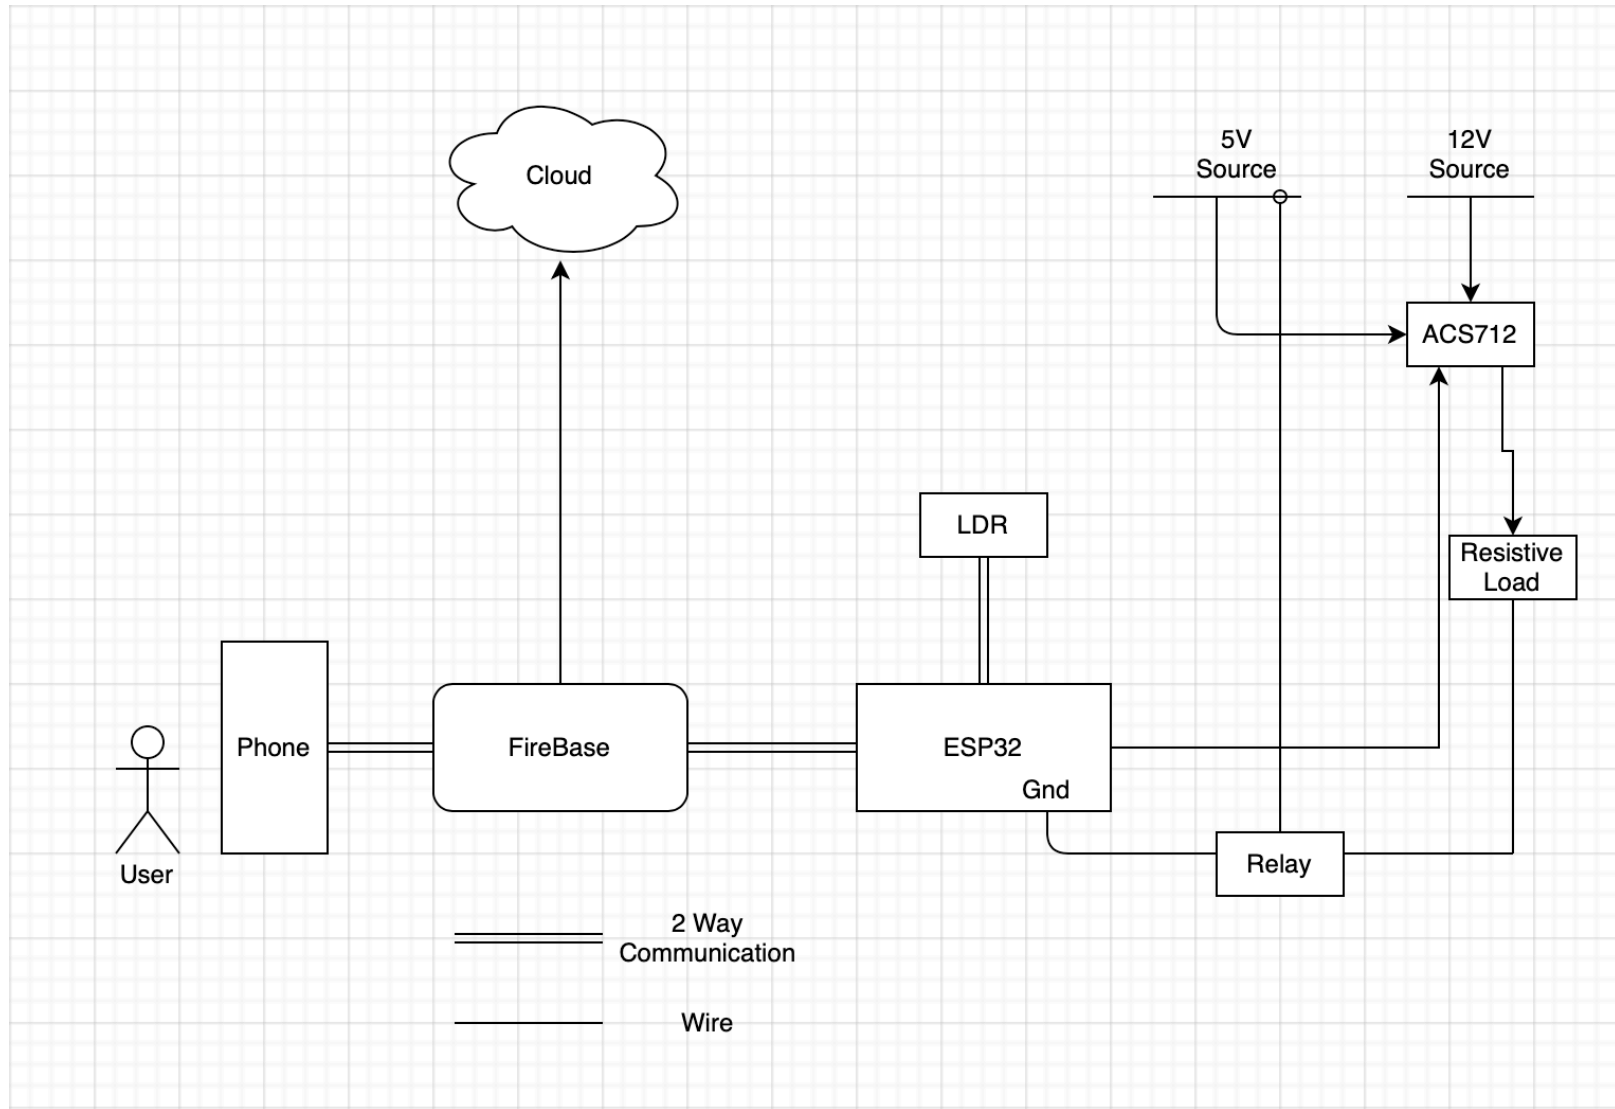 Cloud
5V
Source
12V
Source
ACS712
LDR
Resistive
Load
Phone
FireBase
ESP32
Gnd
User
Relay
2 Way
Communication
Wire